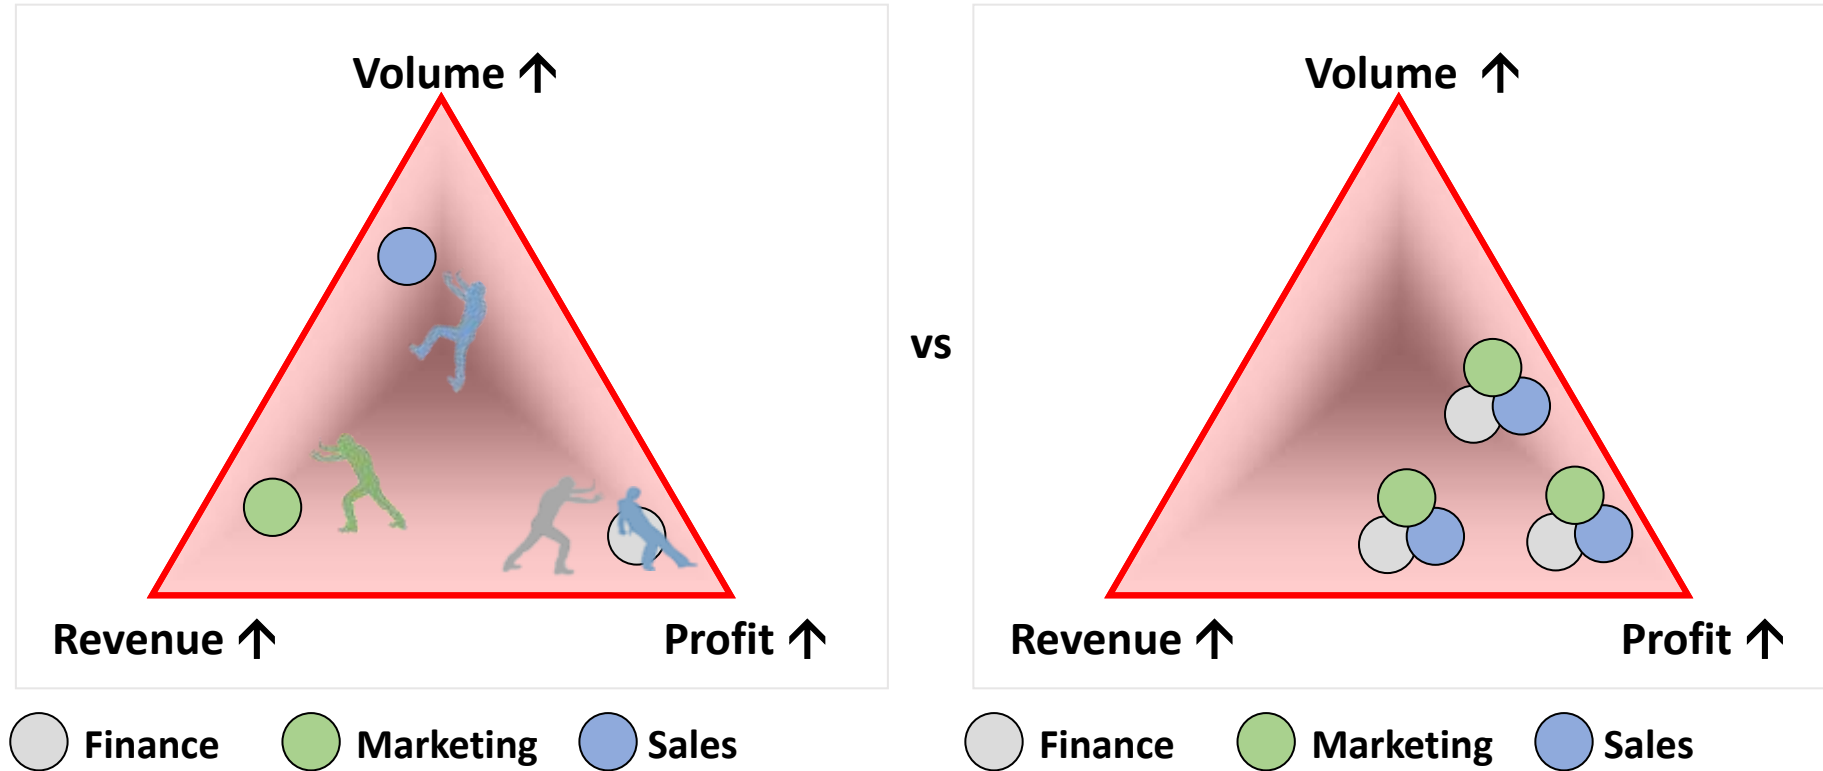 Volume ↑
Revenue ↑
Profit ↑
Finance
Marketing
Sales
vs
Volume ↑
Revenue ↑
Profit ↑
Finance
Marketing
Sales